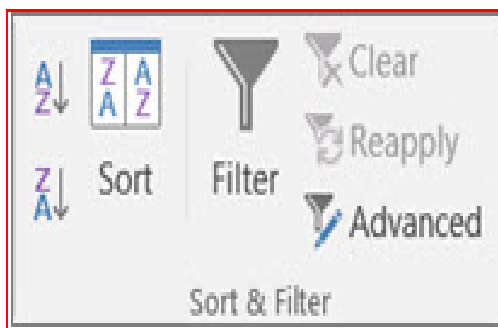 A
Z
Z A
A Z
Clear
Reapply
Z
A
Sort
Filter
Advanced
Sort & Filter